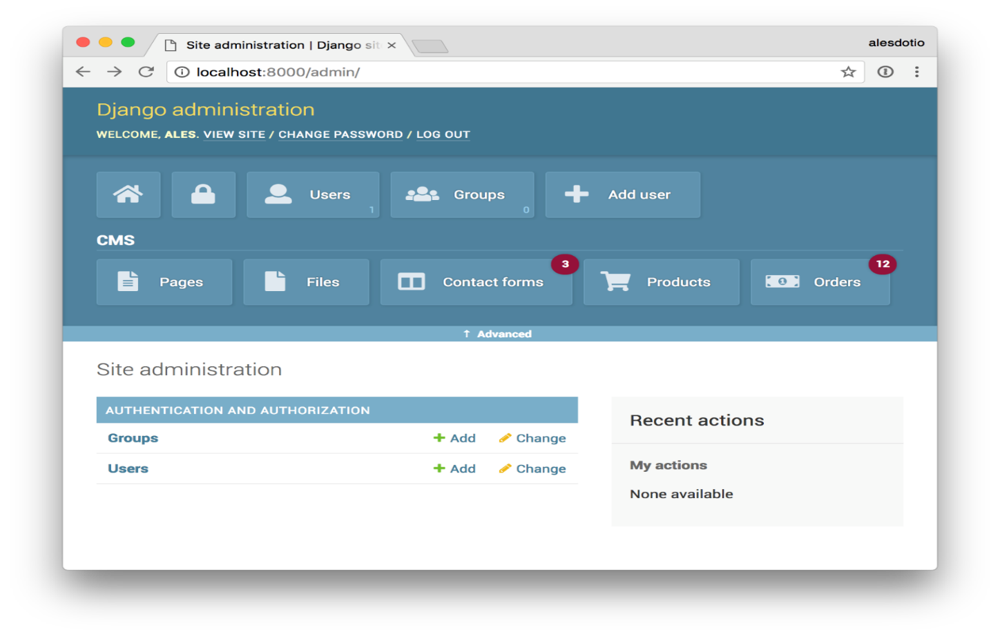 Site administration | Django sit
alesdotio
localhost:8000/admin/
Django administration
WELCOME, ALES. VIEW SITE / CHANGE PASSWORD / LOG OUT
Users 1
Groups 0
Add user
CMS
Pages
Files
Contact forms 3
Products
1 Orders 12
↑ Advanced
Site administration
AUTHENTICATION AND AUTHORIZATION
Groups + Add Change
Users + Add Change
Recent actions
My actions
None available